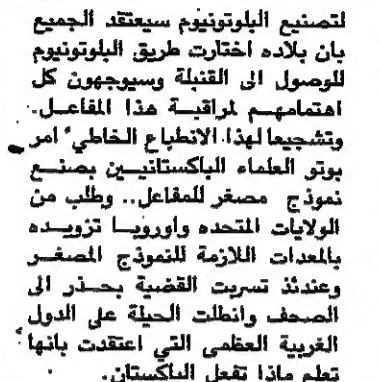 لتصنيع البلوتونيوم سيعتقد الجميع
بان بلاده اختارت طريق البلوتونيوم
للوصول الى القنبلة وسيوجهون كل
اهتمامهم لمراقبة هذا المفاعل.
وتشجيعا لهذا الانطباع الخاطيء امر
بوتو العلماء الباكستانيين بصنع
نموذج مصغر للمفاعل.. وطلب من
الولايات المتحده واوروبا تزويده
بالمعدات اللازمة للنموذج المصغر
وعندئذ تسربت القضية بحذر الى
الصحف وانطلت الحيلة على الدول
الغربية العظمى التي اعتقدت بانها
تعلم ماذا تفعل الباكستان.